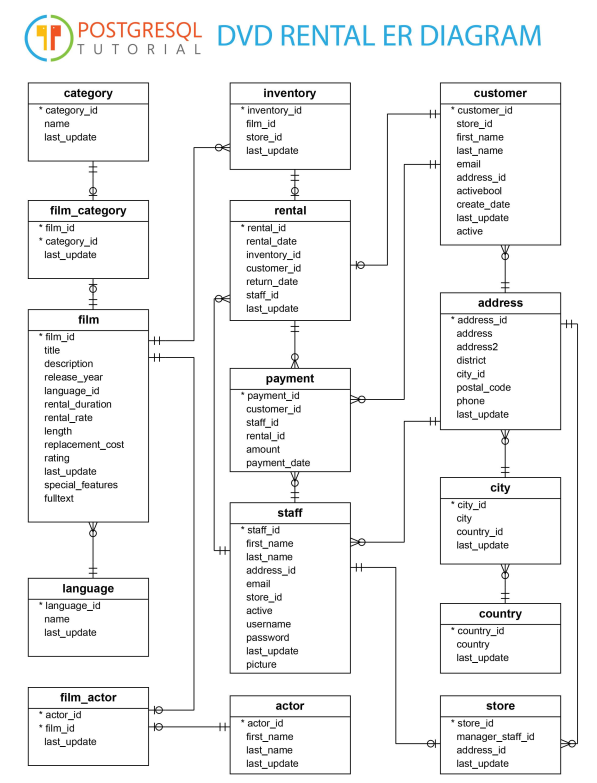 POSTGRESQL
TUTORIAL
DVD RENTAL ER DIAGRAM
category
* category_id
name
last_update
film_category
* film_id
* category_id
last_update
film
* film_id
title
description
release_year
language_id
rental_duration
rental_rate
length
replacement_cost
rating
last_update
special_features
fulltext
language
* language_id
name
last_update
film_actor
* actor_id
* film_id
last_update
inventory
* inventory_id
film_id
store_id
last_update
rental
* rental_id
rental_date
inventory_id
customer_id
return_date
staff_id
last_update
payment
* payment_id
customer_id
staff_id
rental_id
amount
payment_date
staff
* staff_id
first_name
last_name
address_id
email
store_id
active
username
password
last_update
picture
actor
* actor_id
first_name
last_name
last_update
customer
* customer_id
store_id
first_name
last_name
email
address_id
activebool
create_date
last_update
active
address
* address_id
address
address2
district
city_id
postal_code
phone
last_update
city
* city_id
city
country_id
last_update
country
* country_id
country
last_update
store
* store_id
manager_staff_id
address_id
last_update